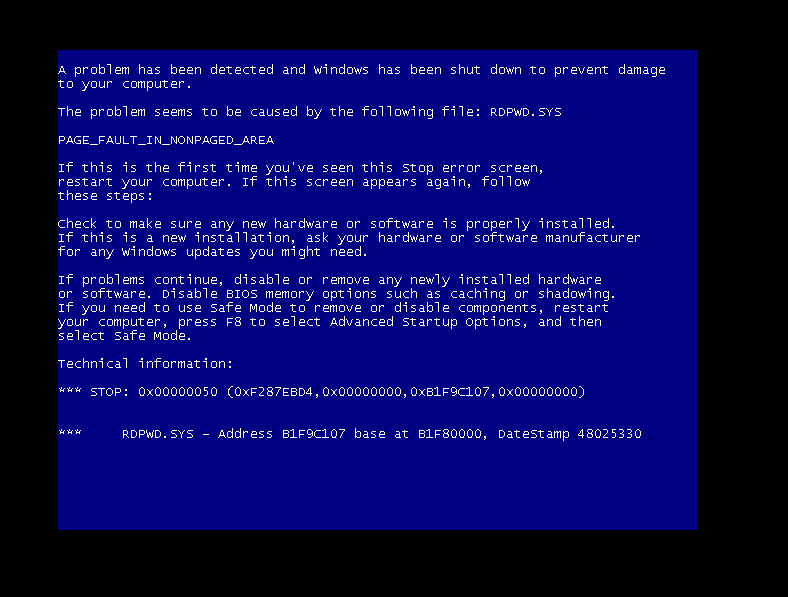 A problem has been detected and Windows has been shut down to prevent damage
to your computer.
The problem seems to be caused by the following file: RDPWD.SYS
PAGE_FAULT_IN_NONPAGED_AREA
If this is the first time you've seen this Stop error screen,
restart your computer. If this screen appears again, follow
these steps:
Check to make sure any new hardware or software is properly installed.
If this is a new installation, ask your hardware or software manufacturer
for any Windows updates you might need.
If problems continue, disable or remove any newly installed hardware
or software. Disable BIOS memory options such as caching or shadowing.
If you need to use Safe Mode to remove or disable components, restart
your computer, press F8 to select Advanced Startup Options, and then
select Safe Mode.
Technical information:
*** STOP: 0x00000050 (0xF287EBD4,0x00000000,0xB1F9C107,0x00000000)
*** RDPWD.SYS - Address B1F9C107 base at B1F80000, DateStamp 48025330